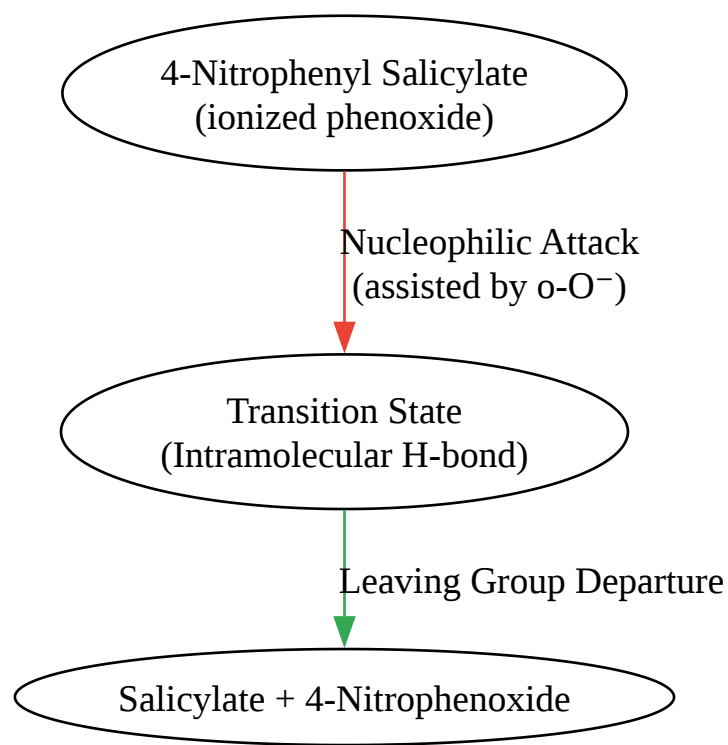 4-Nitrophenyl Salicylate
(ionized phenoxide)
Nucleophilic Attack
(assisted by o-O⁻)
Transition State
(Intramolecular H-bond)
Leaving Group Departure
Salicylate + 4-Nitrophenoxide